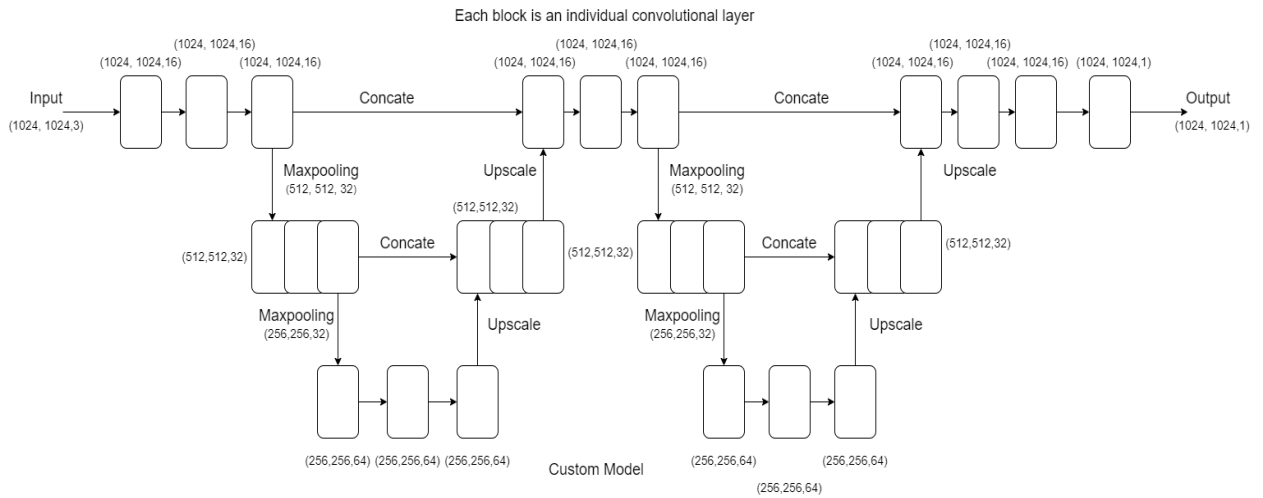 Each block is an individual convolutional layer
(1024, 1024,16)
(1024, 1024,16)
(1024, 1024,16)
(1024, 1024,16) (1024, 1024,16)
(1024, 1024,16) (1024, 1024,16)
(1024, 1024,16) (1024, 1024,16) (1024, 1024,1)
Input
Concate
Concate
Output
(1024, 1024,3)
(1024, 1024,1)
Maxpooling
(512, 512, 32)
Upscale
Maxpooling
(512, 512, 32)
Upscale
(512,512,32)
(512,512,32)
Concate
(512,512,32)
Concate
(512,512,32)
Maxpooling
(256,256,32)
Upscale
Maxpooling
(256,256,32)
Upscale
(256,256,64) (256,256,64) (256,256,64)
Custom Model
(256,256,64)
(256,256,64)
(256,256,64)